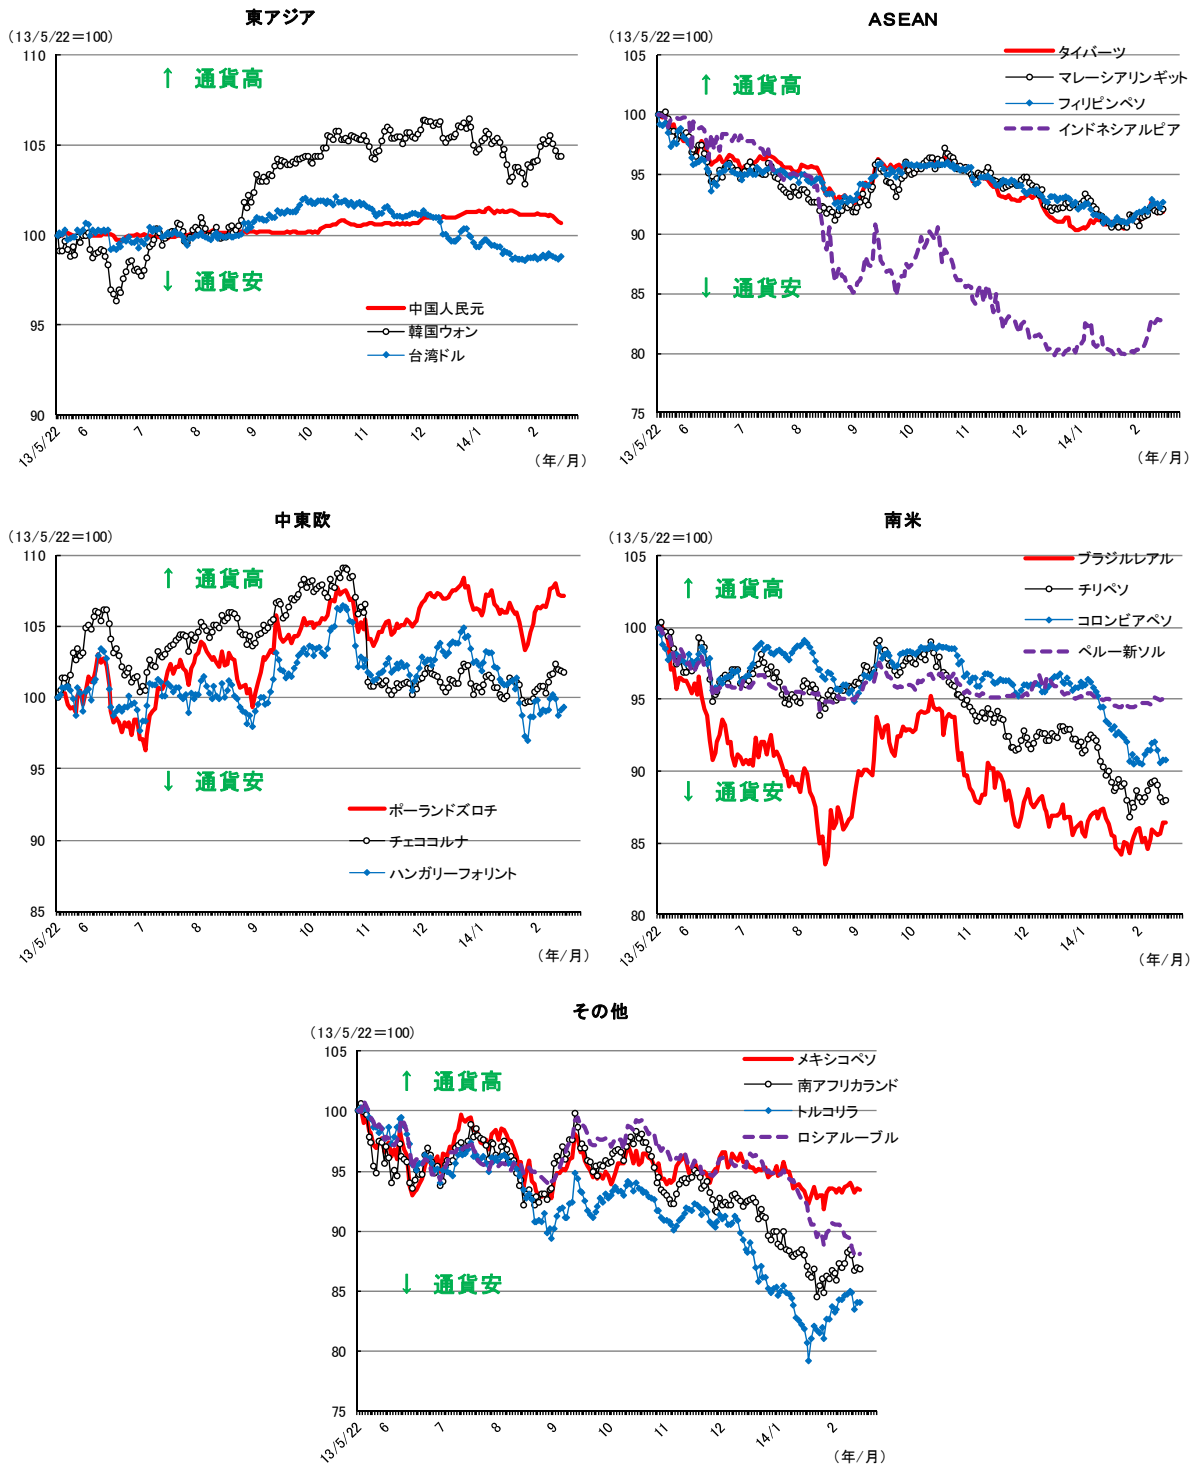 東アジア
(13/5/22=100)
110
105
100
95
90
↑ 通貨高
↓ 通貨安
中国人民元
韓国ウォン
台湾ドル
13/5/22 6 7 8 9 10 11 12 14/1 2
(年/月)
ASEAN
(13/5/22=100)
105
100
95
90
85
80
75
↑ 通貨高
↓ 通貨安
タイバーツ
マレーシアリンギット
フィリピンペソ
インドネシアルピア
13/5/22 6 7 8 9 10 11 12 14/1 2
(年/月)
中東欧
(13/5/22=100)
110
105
100
95
90
85
↑ 通貨高
↓ 通貨安
ポーランドズロチ
チェココルナ
ハンガリーフォリント
13/5/22 6 7 8 9 10 11 12 14/1 2
(年/月)
南米
(13/5/22=100)
105
100
95
90
85
80
↑ 通貨高
↓ 通貨安
ブラジルレアル
チリペソ
コロンビアペソ
ペルー新ソル
13/5/22 6 7 8 9 10 11 12 14/1 2
(年/月)
その他
(13/5/22=100)
105
100
95
90
85
80
75
↑ 通貨高
↓ 通貨安
メキシコペソ
南アフリカランド
トルコリラ
ロシアルーブル
13/5/22 6 7 8 9 10 11 12 14/1 2
(年/月)